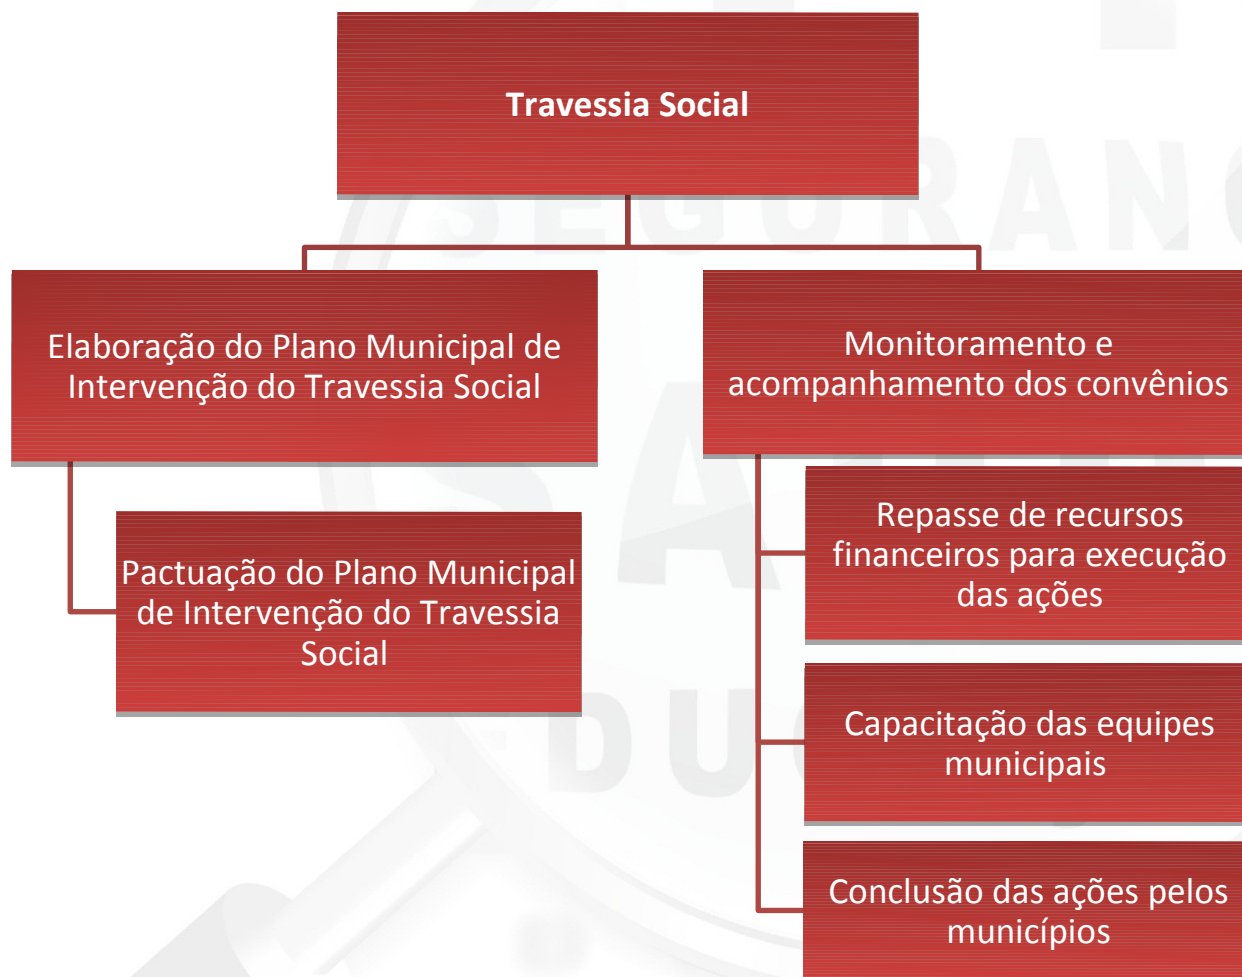 Travessia Social
Elaboração do Plano Municipal de
Intervenção do Travessia Social
Pactuação do Plano Municipal
de Intervenção do Travessia
Social
Monitoramento e
acompanhamento dos convênios
Repasse de recursos
financeiros para execução
das ações
Capacitação das equipes
municipais
Conclusão das ações pelos
municípios